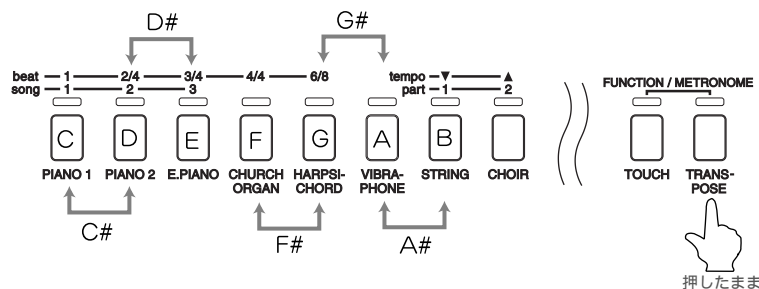 D#
G#
beat 1 2/4 3/4 4/4 6/8 tempo ▼ ▲
song 1 2 3 part 1 2
FUNCTION / METRONOME
C D E F G A B
PIANO 1 PIANO 2 E.PIANO CHURCH ORGAN HARPSI-CHORD VIBRA-PHONE STRING CHOIR TOUCH TRANS-POSE
C#
F#
A#
押したまま